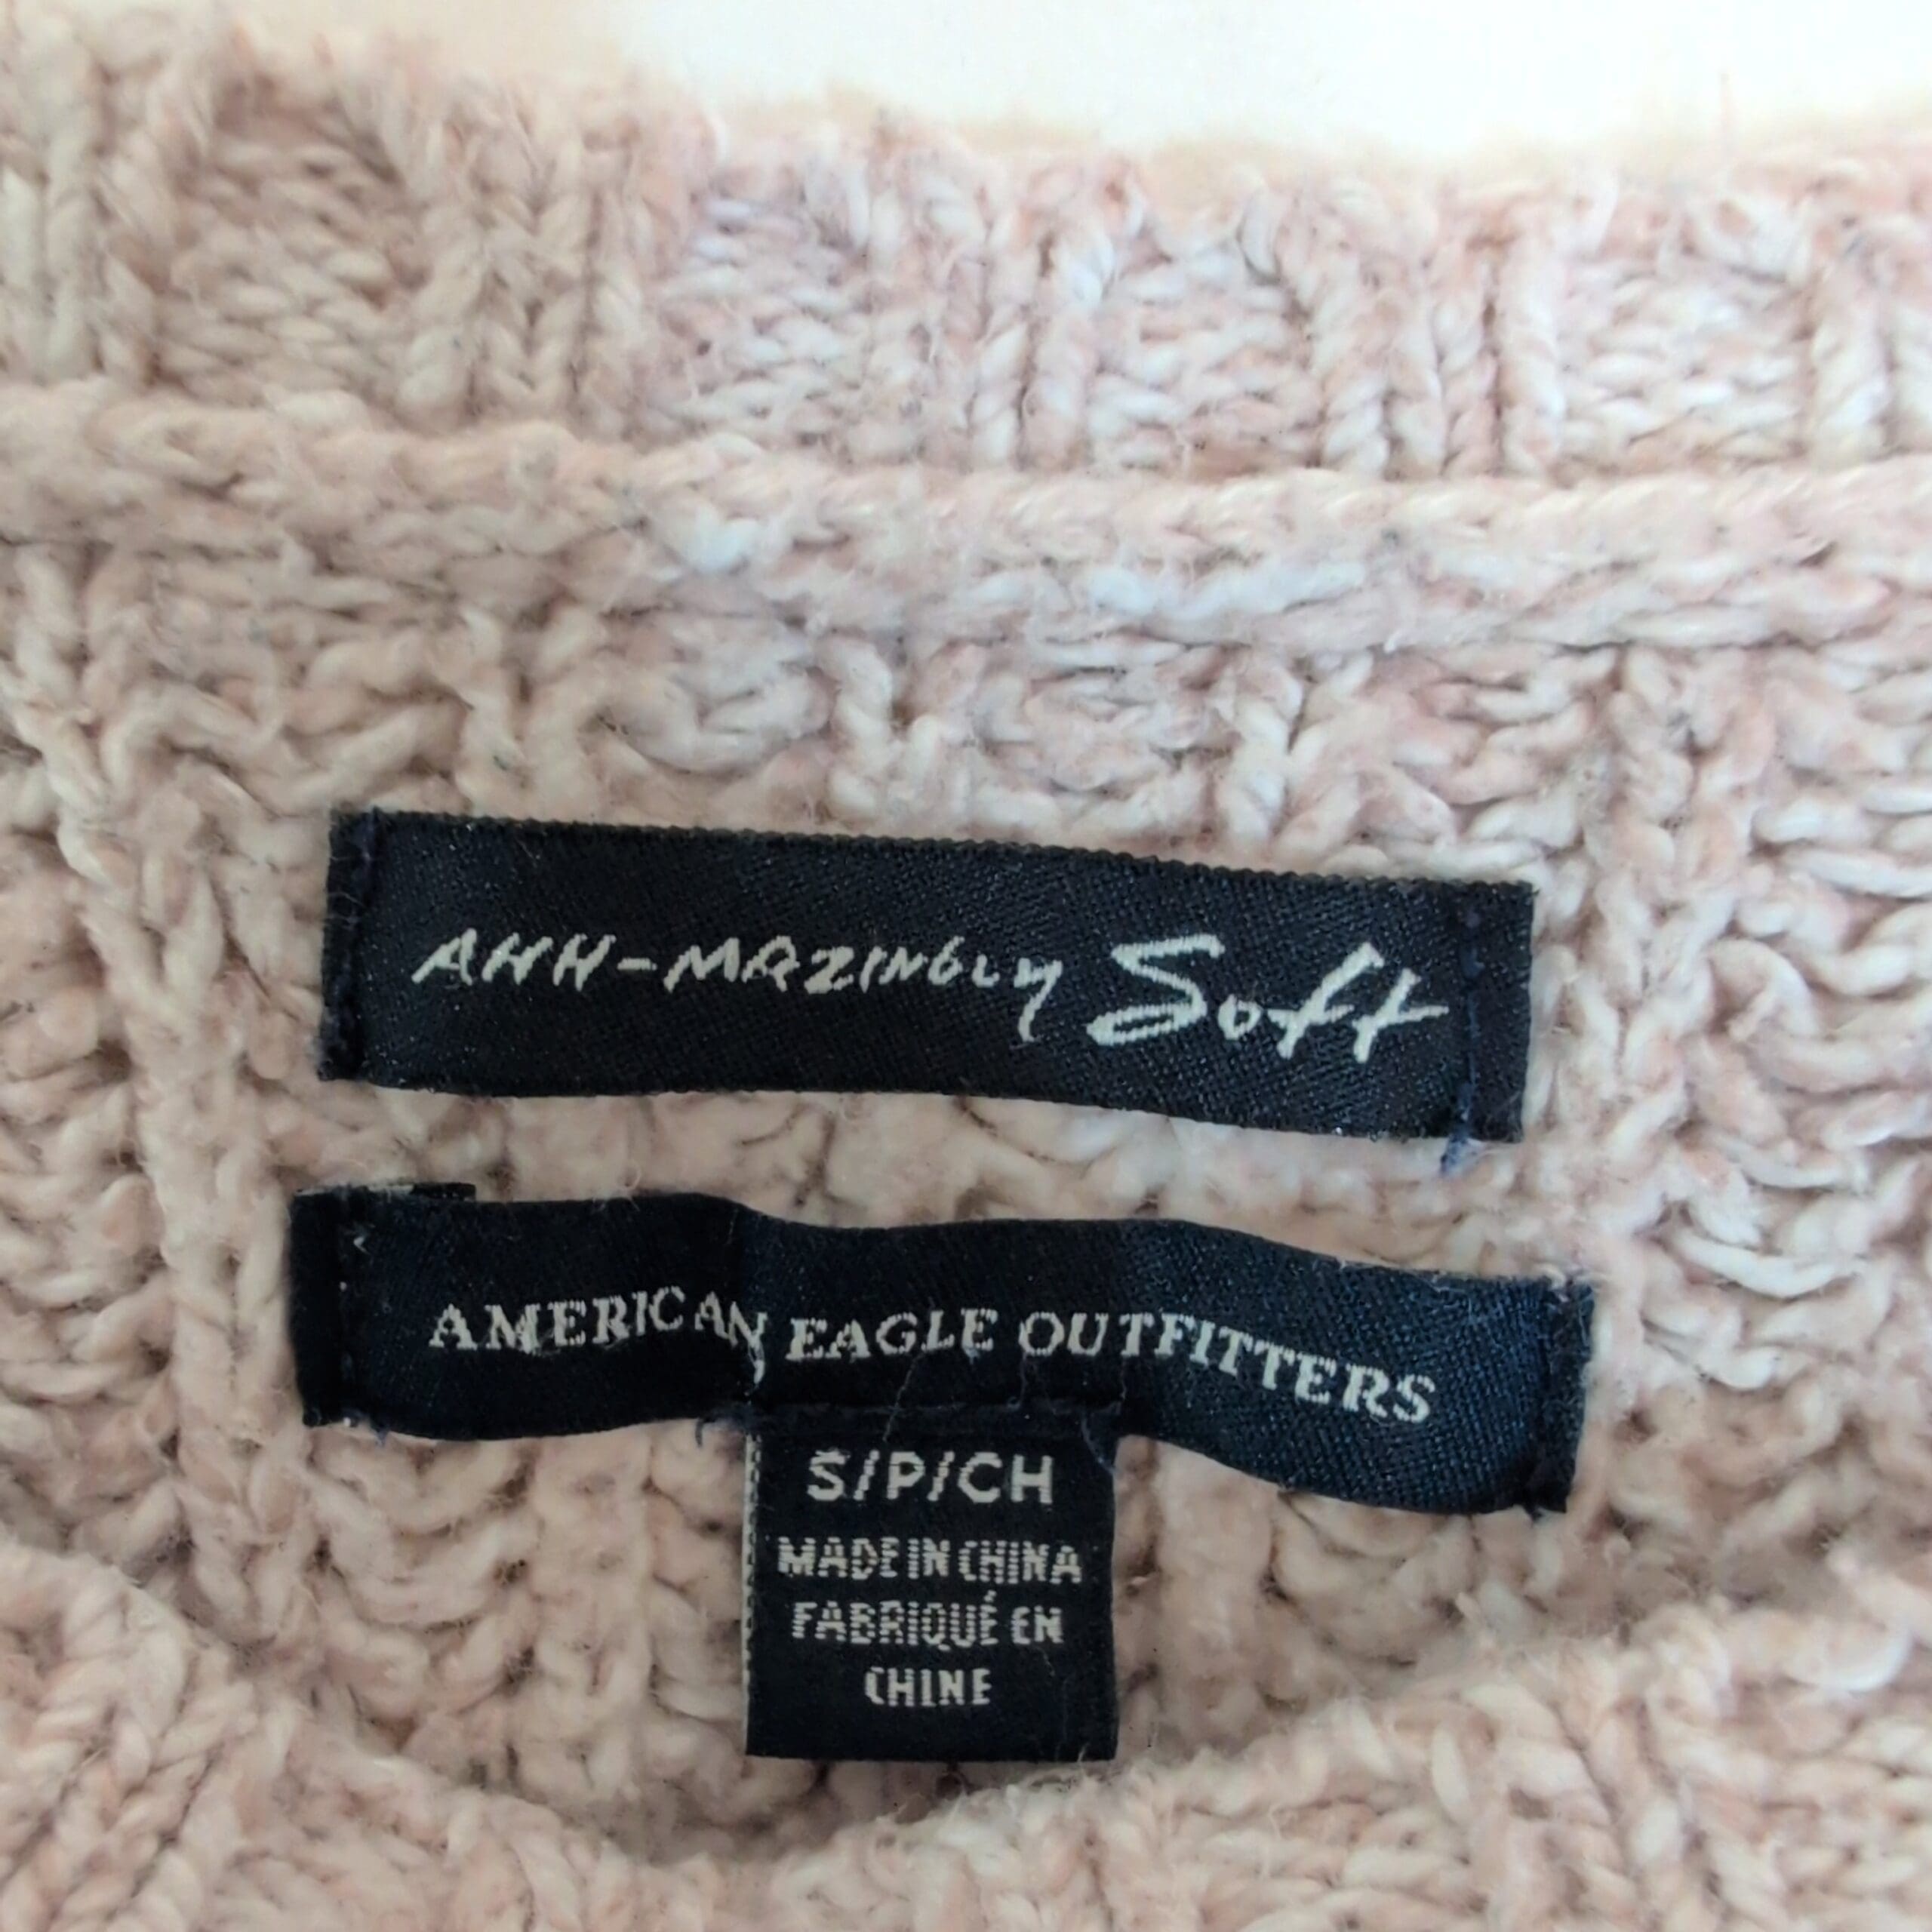 AHH-MAZINGLY Soft
AMERICAN EAGLE OUTFITTERS
S/P/CH
MADE IN CHINA
FABRIQUÉ EN
CHINE